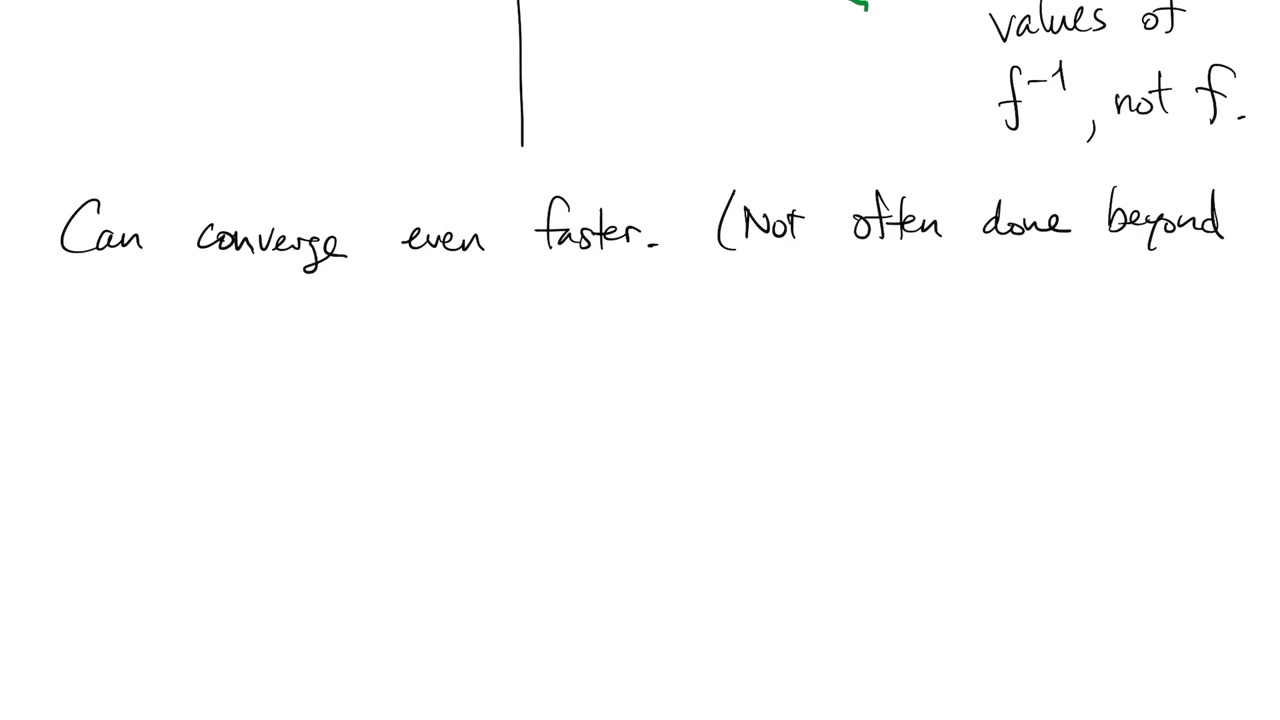 values of
f⁻¹, not f.
Can converge even faster. (Not often done beyond